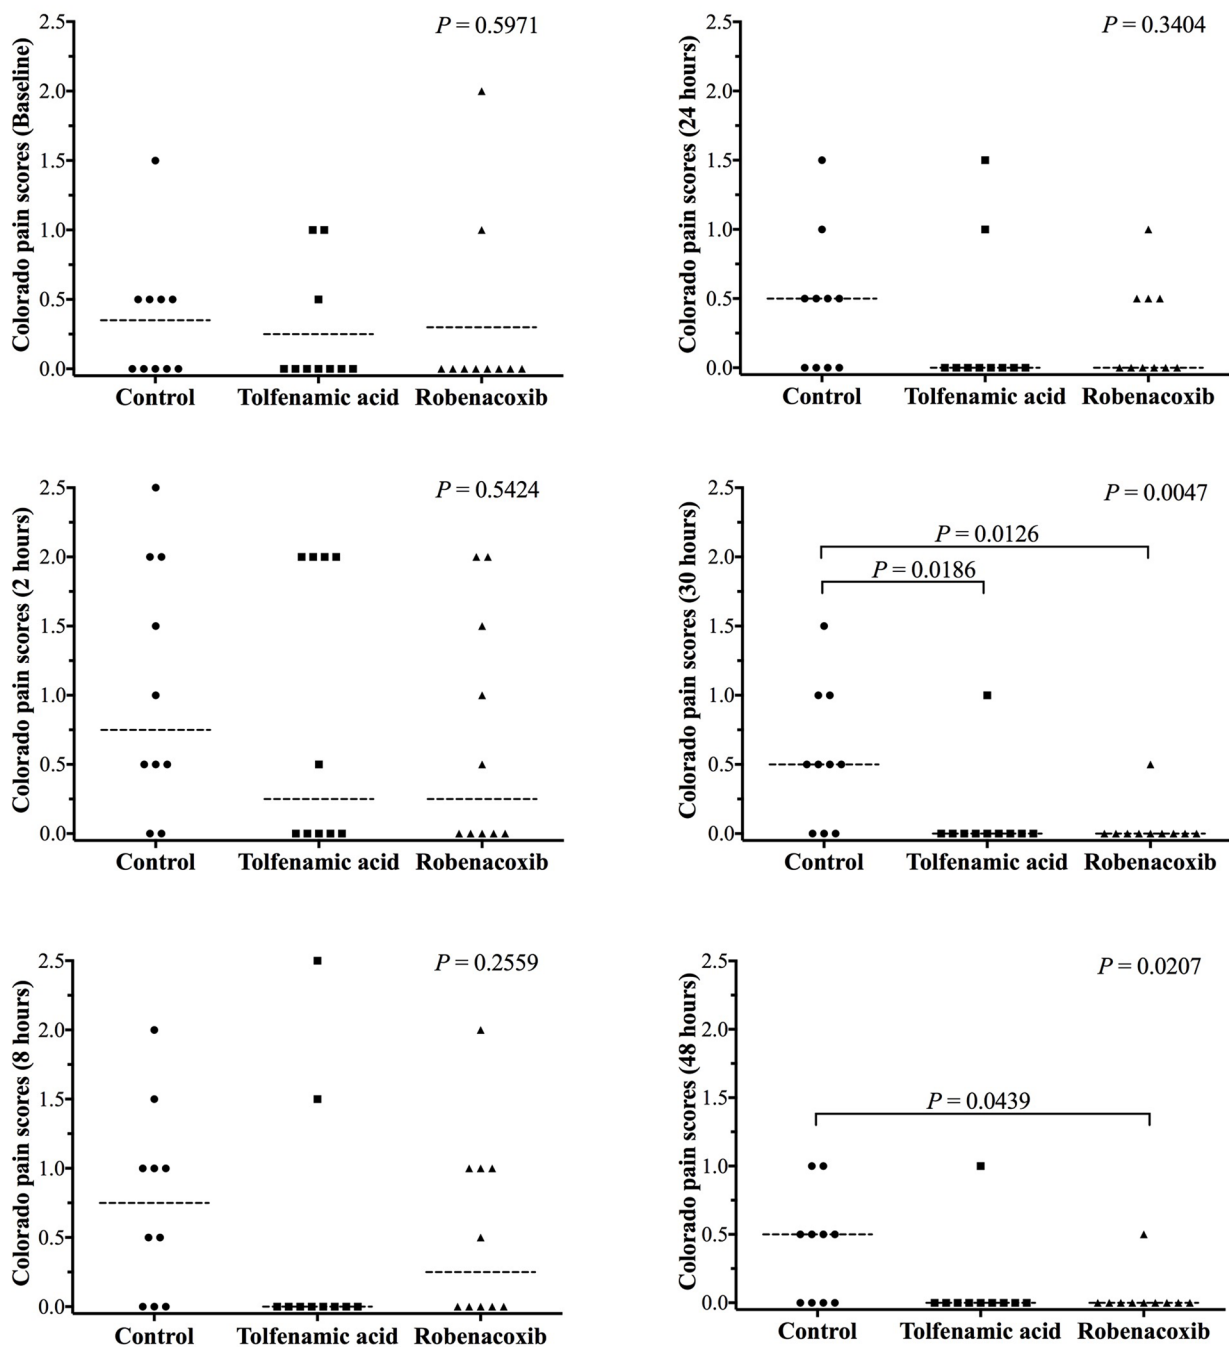 Colorado pain scores (Baseline)
P = 0.5971
2.5
2.0
1.5
1.0
0.5
0.0
Control Tolfenamic acid Robenacoxib
Colorado pain scores (24 hours)
P = 0.3404
2.5
2.0
1.5
1.0
0.5
0.0
Control Tolfenamic acid Robenacoxib
Colorado pain scores (2 hours)
P = 0.5424
2.5
2.0
1.5
1.0
0.5
0.0
Control Tolfenamic acid Robenacoxib
Colorado pain scores (30 hours)
P = 0.0047
P = 0.0126
P = 0.0186
2.5
2.0
1.5
1.0
0.5
0.0
Control Tolfenamic acid Robenacoxib
Colorado pain scores (8 hours)
P = 0.2559
2.5
2.0
1.5
1.0
0.5
0.0
Control Tolfenamic acid Robenacoxib
Colorado pain scores (48 hours)
P = 0.0207
P = 0.0439
2.5
2.0
1.5
1.0
0.5
0.0
Control Tolfenamic acid Robenacoxib